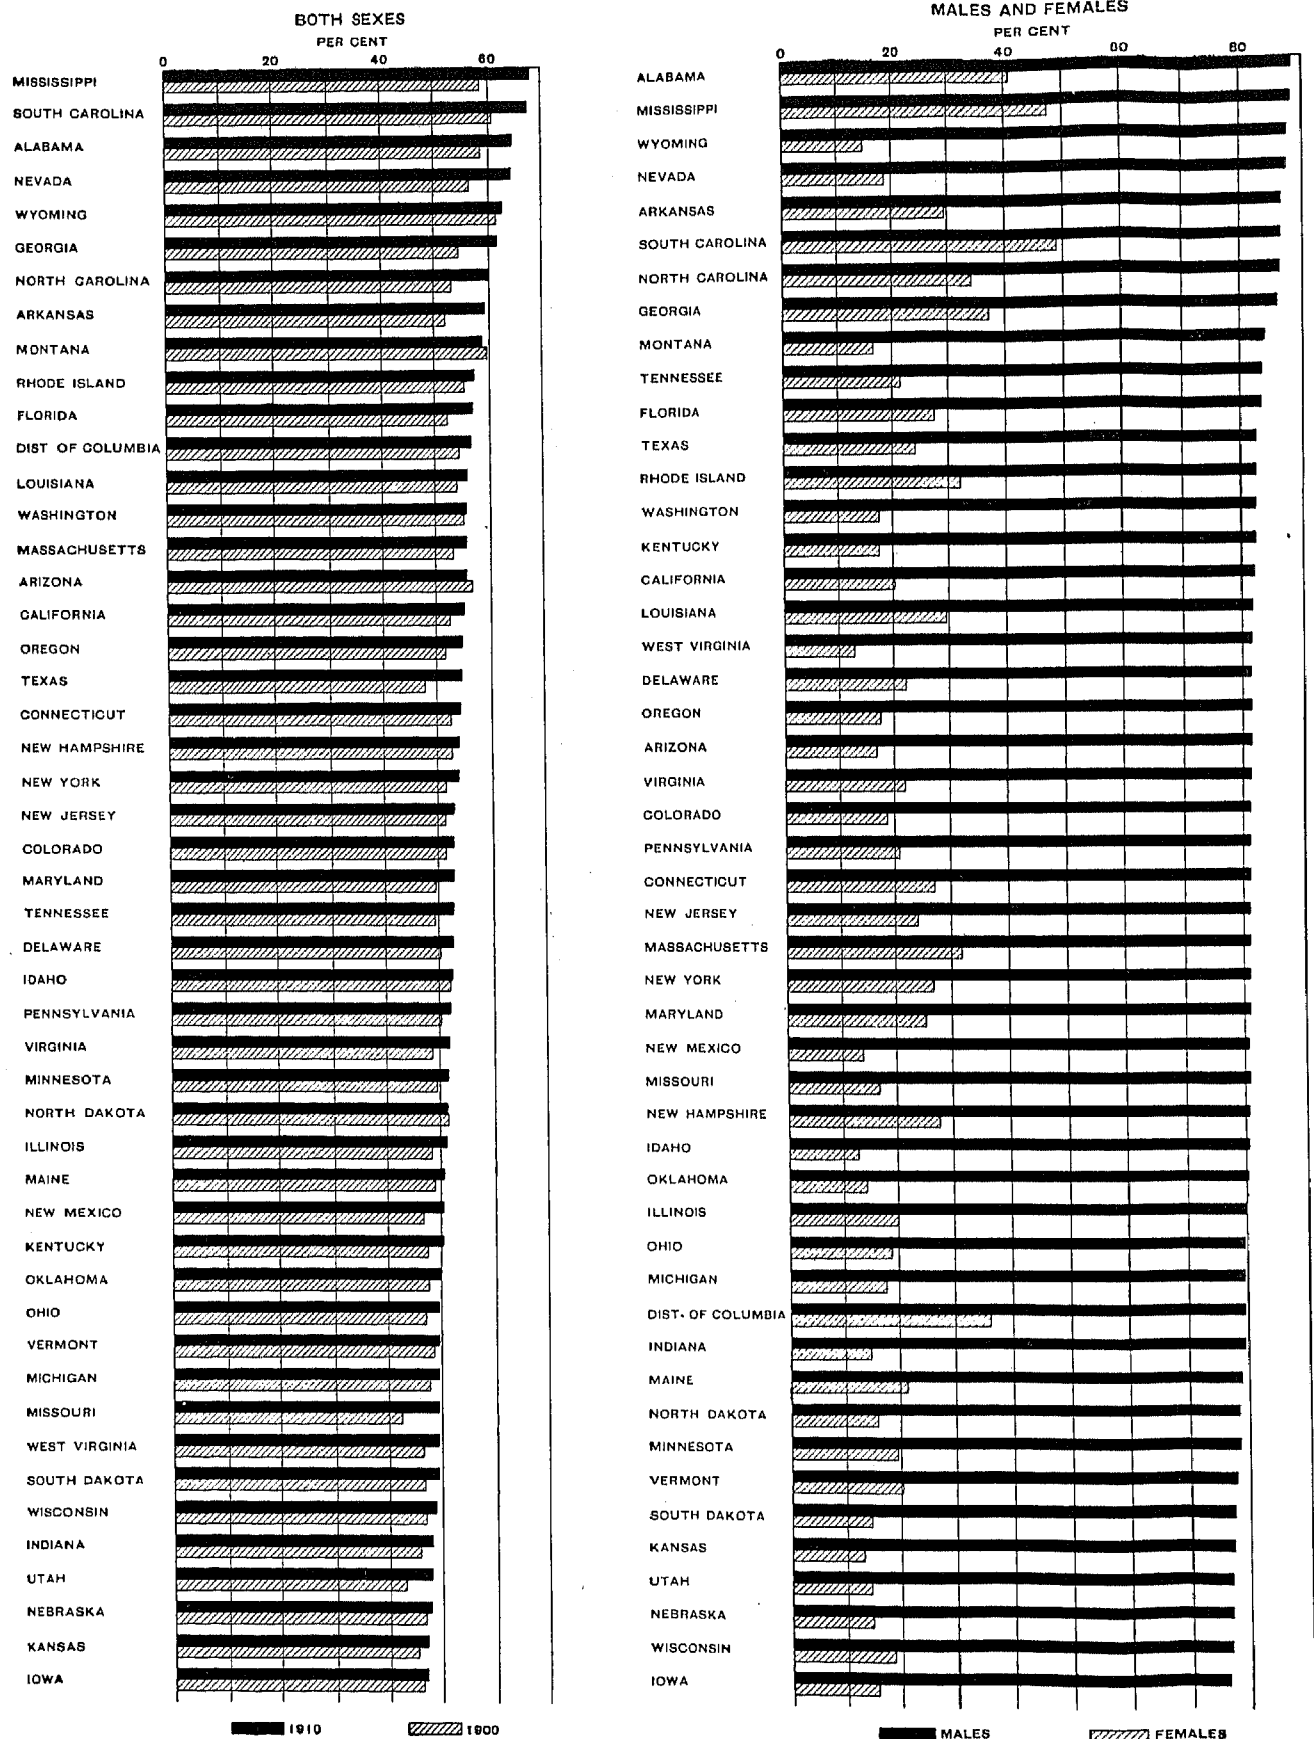 BOTH SEXES
PER CENT
0 20 40 60
MISSISSIPPI
SOUTH CAROLINA
ALABAMA
NEVADA
WYOMING
GEORGIA
NORTH CAROLINA
ARKANSAS
MONTANA
RHODE ISLAND
FLORIDA
DIST OF COLUMBIA
LOUISIANA
WASHINGTON
MASSACHUSETTS
ARIZONA
CALIFORNIA
OREGON
TEXAS
CONNECTICUT
NEW HAMPSHIRE
NEW YORK
NEW JERSEY
COLORADO
MARYLAND
TENNESSEE
DELAWARE
IDAHO
PENNSYLVANIA
VIRGINIA
MINNESOTA
NORTH DAKOTA
ILLINOIS
MAINE
NEW MEXICO
KENTUCKY
OKLAHOMA
OHIO
VERMONT
MICHIGAN
MISSOURI
WEST VIRGINIA
SOUTH DAKOTA
WISCONSIN
INDIANA
UTAH
NEBRASKA
KANSAS
IOWA
1910 1900
MALES AND FEMALES
PER CENT
0 20 40 60 80
ALABAMA
MISSISSIPPI
WYOMING
NEVADA
ARKANSAS
SOUTH CAROLINA
NORTH CAROLINA
GEORGIA
MONTANA
TENNESSEE
FLORIDA
TEXAS
RHODE ISLAND
WASHINGTON
KENTUCKY
CALIFORNIA
LOUISIANA
WEST VIRGINIA
DELAWARE
OREGON
ARIZONA
VIRGINIA
COLORADO
PENNSYLVANIA
CONNECTICUT
NEW JERSEY
MASSACHUSETTS
NEW YORK
MARYLAND
NEW MEXICO
MISSOURI
NEW HAMPSHIRE
IDAHO
OKLAHOMA
ILLINOIS
OHIO
MICHIGAN
DIST. OF COLUMBIA
INDIANA
MAINE
NORTH DAKOTA
MINNESOTA
VERMONT
SOUTH DAKOTA
KANSAS
UTAH
NEBRASKA
WISCONSIN
IOWA
MALES FEMALES